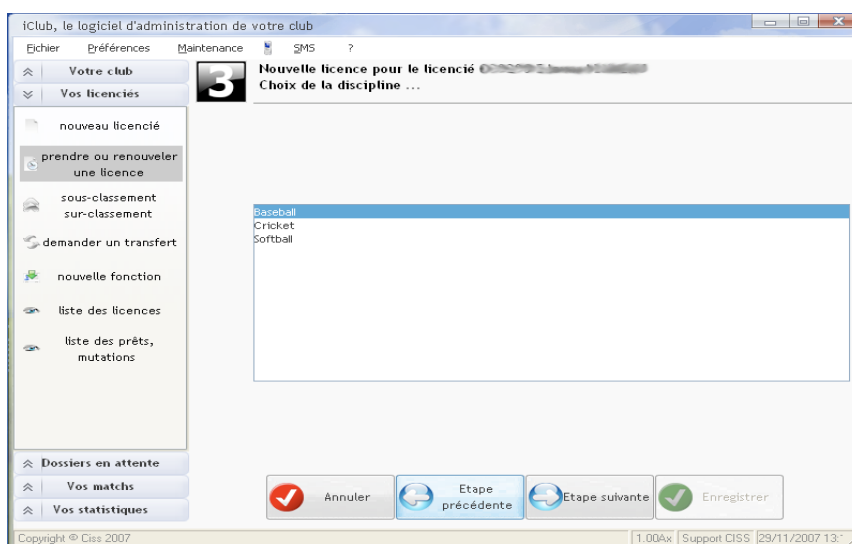 iClub, le logiciel d'administration de votre club
Fichier Préférences Maintenance SMS ?
Votre club
Vos licenciés
nouveau licencié
prendre ou renouveler
une licence
sous-classement
sur-classement
demander un transfert
nouvelle fonction
liste des licences
liste des prêts,
mutations
Dossiers en attente
Vos matchs
Vos statistiques
3
Nouvelle licence pour le licencié
Choix de la discipline ...
Baseball
Cricket
Softball
Annuler
Etape
précédente
Etape suivante
Enregistrer
Copyright © Ciss 2007
1.00Ax Support CISS 29/11/2007 13: